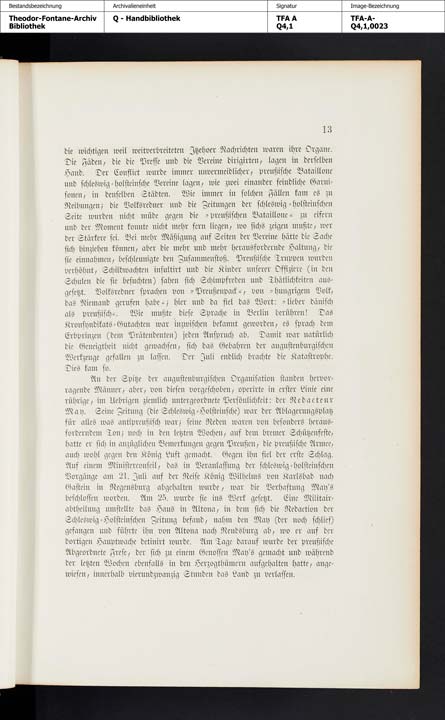 Bestandsbezeichnung Archivalieneinheit Signatur Image-Bezeichnung
Theodor-Fontane-Archiv Q - Handbibliothek TFA A TFA-A-
Bibliothek Q4,1 Q4,1,0023
13
die wichtigen weil weitverbreiteten Itzehoer Nachrichten waren ihre Organe.
Die Fäden, die die Presse und die Vereine dirigirten, lagen in derselben
Hand. Der Conflict wurde immer unvermeidlicher, preußische Bataillone
und schleswig-holsteinsche Vereine lagen, wie zwei einander feindliche Garni-
sonen, in denselben Städten. Wie immer in solchen Fällen kam es zu
Reibungen; die Volksredner und die Zeitungen der schleswig-holsteinschen
Seite wurden nicht müde gegen die »preußischen Bataillone« zu eifern
und der Moment konnte nicht mehr fern liegen, wo sichs zeigen mußte, wer
der Stärkere sei. Bei mehr Mäßigung auf Seiten der Vereine hätte die Sache
sich hinziehen können, aber die mehr und mehr herausfordernde Haltung, die
sie einnahmen, beschleunigte den Zusammenstoß. Preußische Truppen wurden
verhöhnt, Schildwachten insultirt und die Kinder unserer Offiziere (in den
Schulen die sie besuchten) sahen sich Schimpfreden und Thätlichkeiten aus-
gesetzt. Volksredner sprachen von »Preußenpack«, von »hungrigem Volk,
das Niemand gerufen habe«; hier und da fiel das Wort: »lieber dänisch
als preußisch«. Wie mußte diese Sprache in Berlin berühren! Das
Kronsyndikats-Gutachten war inzwischen bekannt geworden, es sprach dem
Erbprinzen (dem Prätendenten) jeden Anspruch ab. Damit war natürlich
die Geneigtheit nicht gewachsen, sich das Gebahren der augustenburgischen
Werkzeuge gefallen zu lassen. Der Juli endlich brachte die Katastrophe.
Dies kam so.
An der Spitze der augustenburgischen Organisation standen hervor-
ragende Männer, aber, von diesen vorgeschoben, operirte in erster Linie eine
rührige, im Uebrigen ziemlich untergeordnete Persönlichkeit: der Redacteur
May. Seine Zeitung (die Schleswig-Holsteinsche) war der Ablagerungsplatz
für alles was antipreußisch war; seine Reden waren von besonders heraus-
forderndem Ton; noch in den letzten Wochen, auf dem bremer Schützenfeste,
hatte er sich in anzüglichen Bemerkungen gegen Preußen, die preußische Armee,
auch wohl gegen den König Luft gemacht. Gegen ihn fiel der erste Schlag.
Auf einem Ministerconseil, das in Veranlassung der schleswig-holsteinschen
Vorgänge am 21. Juli auf der Reise König Wilhelms von Karlsbad nach
Gastein in Regensburg abgehalten wurde, war die Verhaftung May's
beschlossen worden. Am 25. wurde sie ins Werk gesetzt. Eine Militair-
abtheilung umstellte das Haus in Altona, in dem sich die Redaction der
Schleswig-Holsteinschen Zeitung befand, nahm den May (der noch schlief)
gefangen und führte ihn von Altona nach Rendsburg ab, wo er auf der
dortigen Hauptwache detinirt wurde. Am Tage darauf wurde der preußische
Abgeordnete Frese, der sich zu einem Genossen May's gemacht und während
der letzten Wochen ebenfalls in den Herzogthümern aufgehalten hatte, ange-
wiesen, innerhalb vierundzwanzig Stunden das Land zu verlassen.